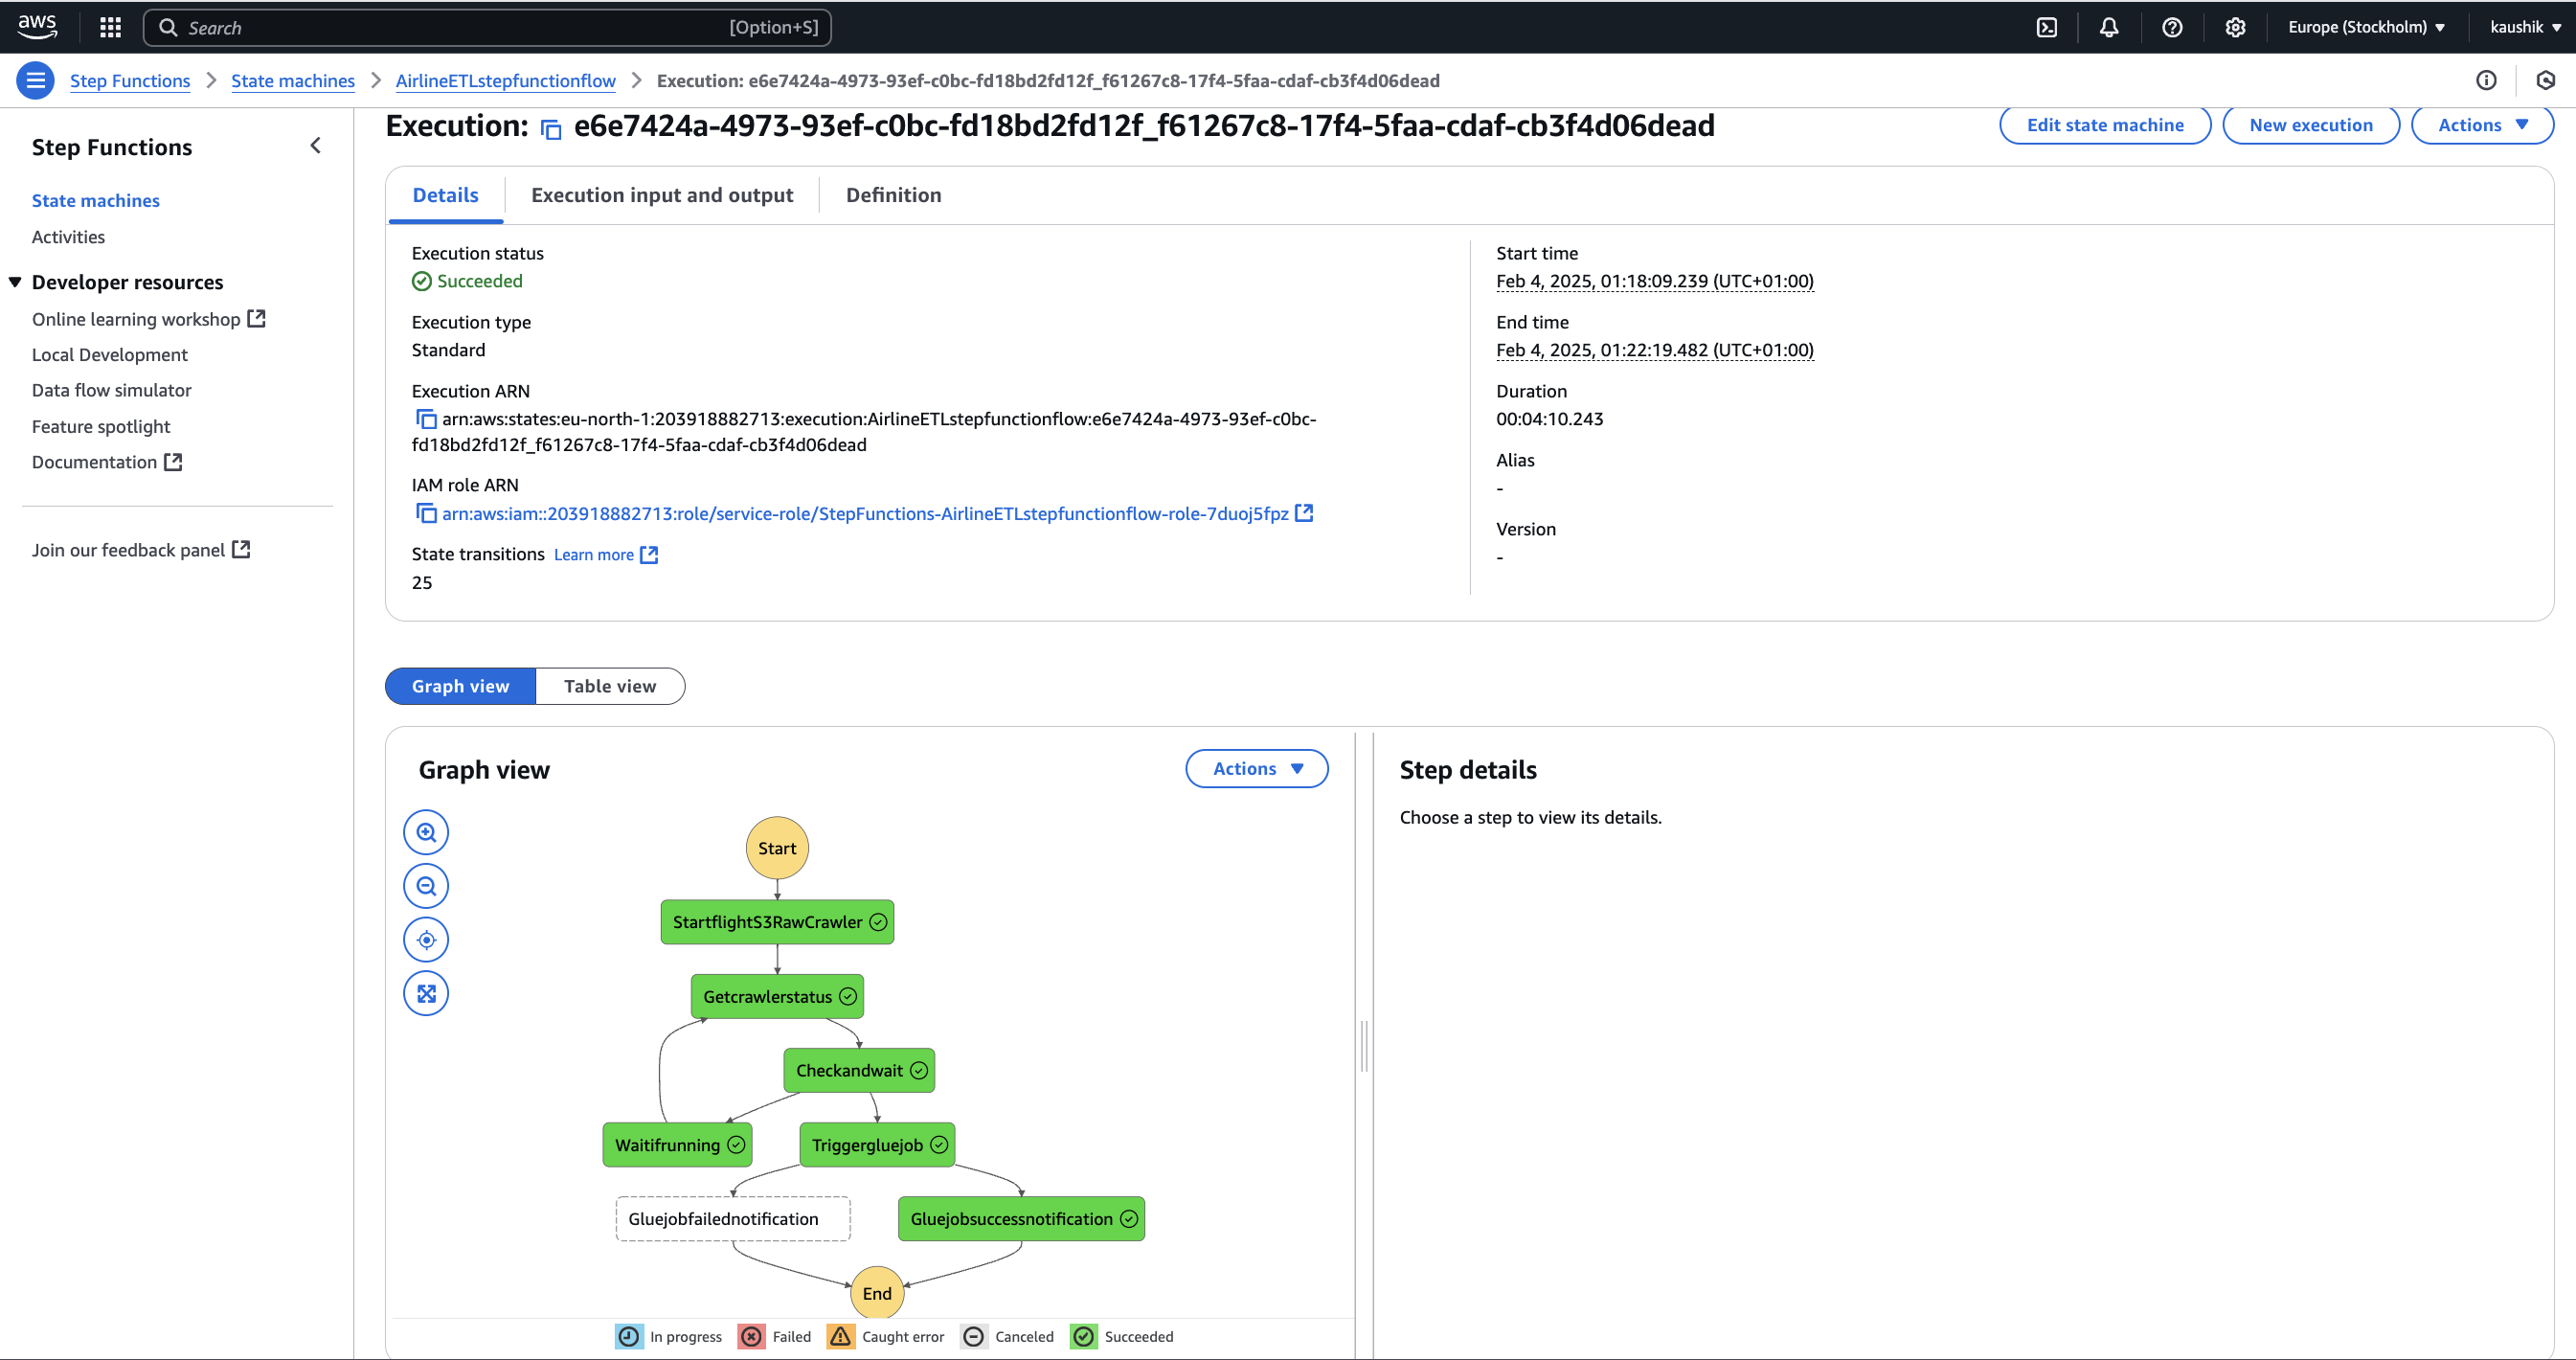 aws
Search
[Option+S]
Europe (Stockholm)
kaushik
Step Functions
State machines
AirlineETLstepfunctionflow
Execution: e6e7424a-4973-93ef-c0bc-fd18bd2fd12f_f61267c8-17f4-5faa-cdaf-cb3f4d06dead
Step Functions
State machines
Activities
Developer resources
Online learning workshop
Local Development
Data flow simulator
Feature spotlight
Documentation
Join our feedback panel
Execution: e6e7424a-4973-93ef-c0bc-fd18bd2fd12f_f61267c8-17f4-5faa-cdaf-cb3f4d06dead
Edit state machine
New execution
Actions
Details
Execution input and output
Definition
Execution status
Succeeded
Execution type
Standard
Execution ARN
arn:aws:states:eu-north-1:203918882713:execution:AirlineETLstepfunctionflow:e6e7424a-4973-93ef-c0bc-
fd18bd2fd12f_f61267c8-17f4-5faa-cdaf-cb3f4d06dead
IAM role ARN
arn:aws:iam::203918882713:role/service-role/StepFunctions-AirlineETLstepfunctionflow-role-7duoj5fpz
State transitions Learn more
25
Start time
Feb 4, 2025, 01:18:09.239 (UTC+01:00)
End time
Feb 4, 2025, 01:22:19.482 (UTC+01:00)
Duration
00:04:10.243
Alias
-
Version
-
Graph view
Table view
Graph view
Actions
Start
StartflightS3RawCrawler
Getcrawlerstatus
Checkandwait
Waitifrunning
Triggergluejob
Gluejobfailednotification
Gluejobsuccessnotification
End
In progress
Failed
Caught error
Canceled
Succeeded
Step details
Choose a step to view its details.